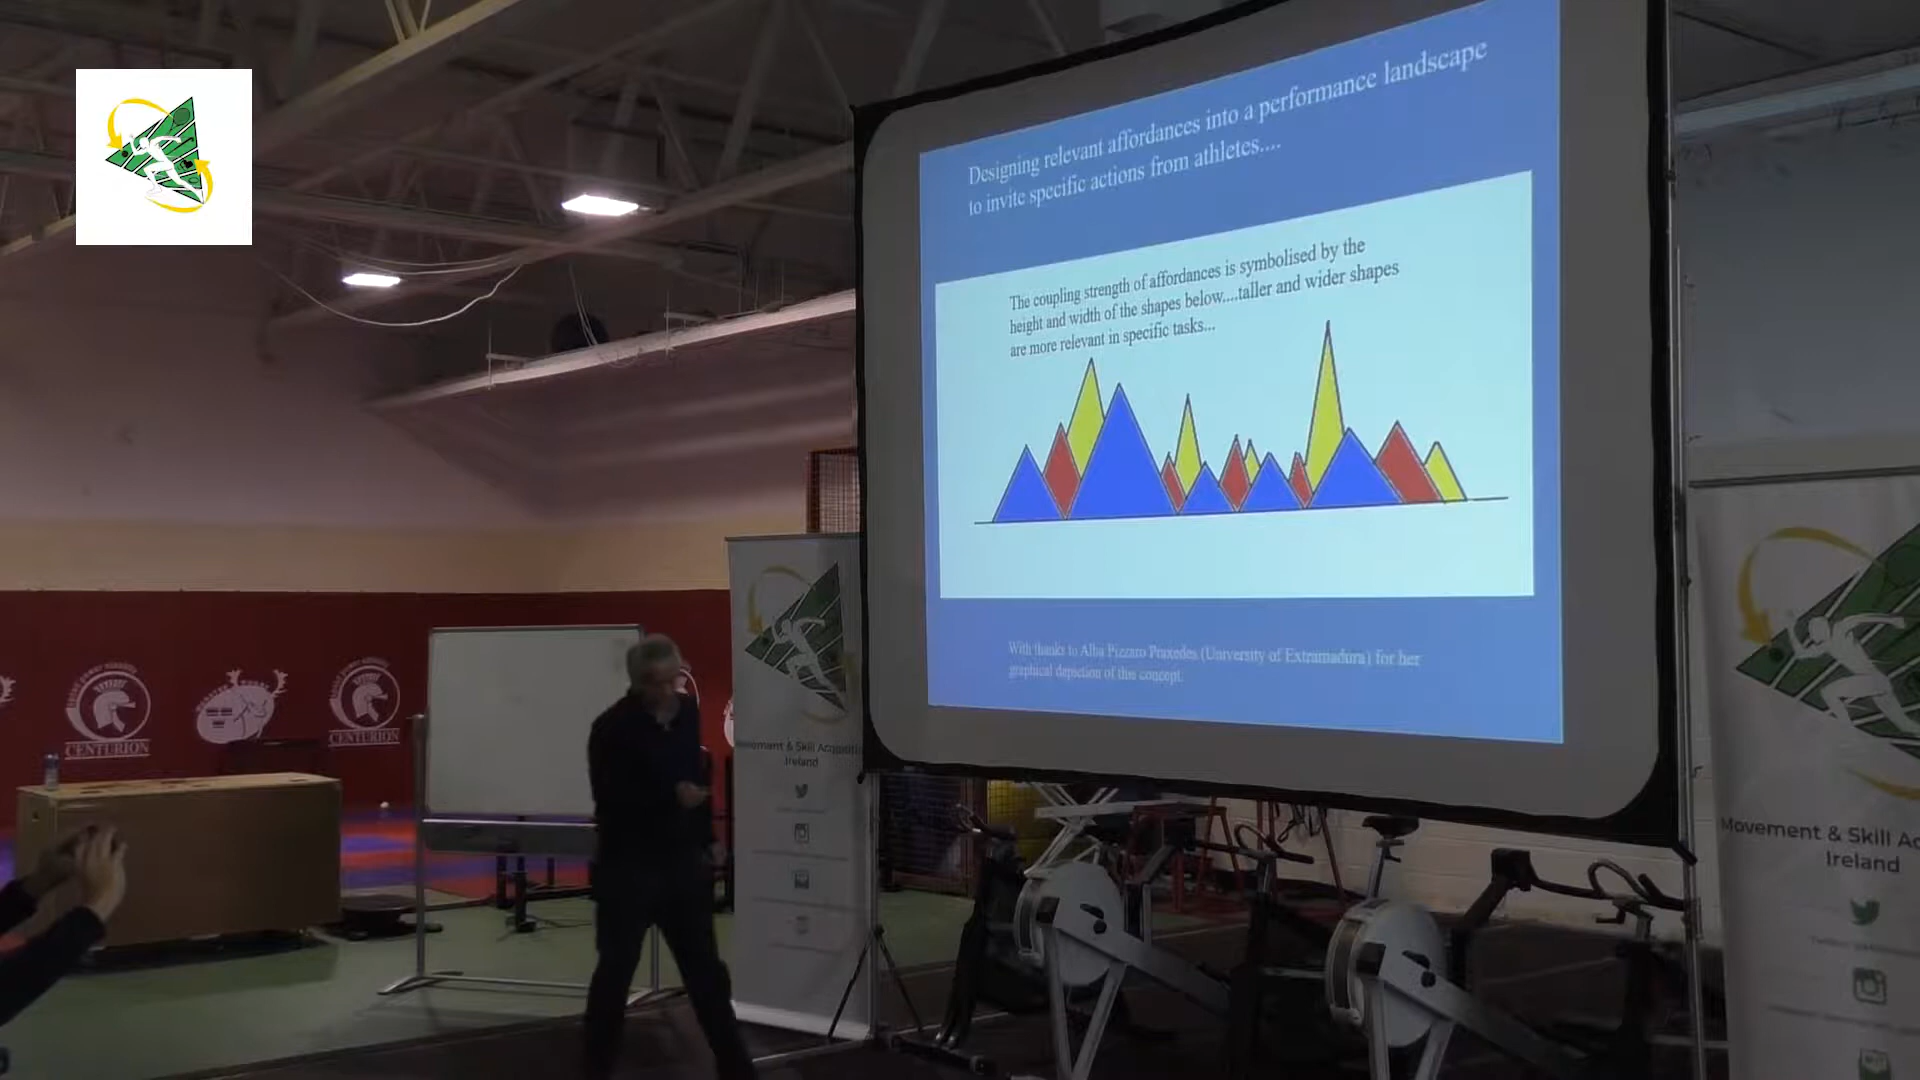 Designing relevant affordances into a performance landscape
to invite specific actions from athletes....
The coupling strength of affordances is symbolised by the
height and width of the shapes below....taller and wider shapes
are more relevant in specific tasks...
With thanks to Alba Pizzaro Praxedes (University of Extramadura) for her
graphical depiction of this concept.
CENTURION
CENTURION
Movement & Skill
Ireland
Movement & Skill
Ireland